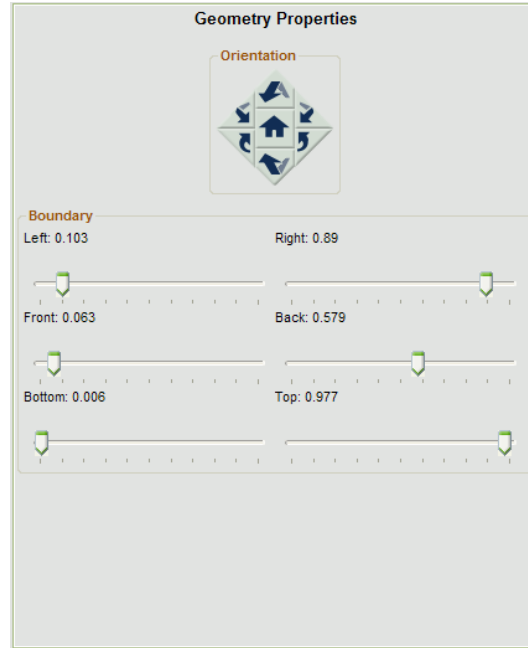 Geometry Properties
Orientation
Boundary
Left: 0.103
Right: 0.89
Front: 0.063
Back: 0.579
Bottom: 0.006
Top: 0.977